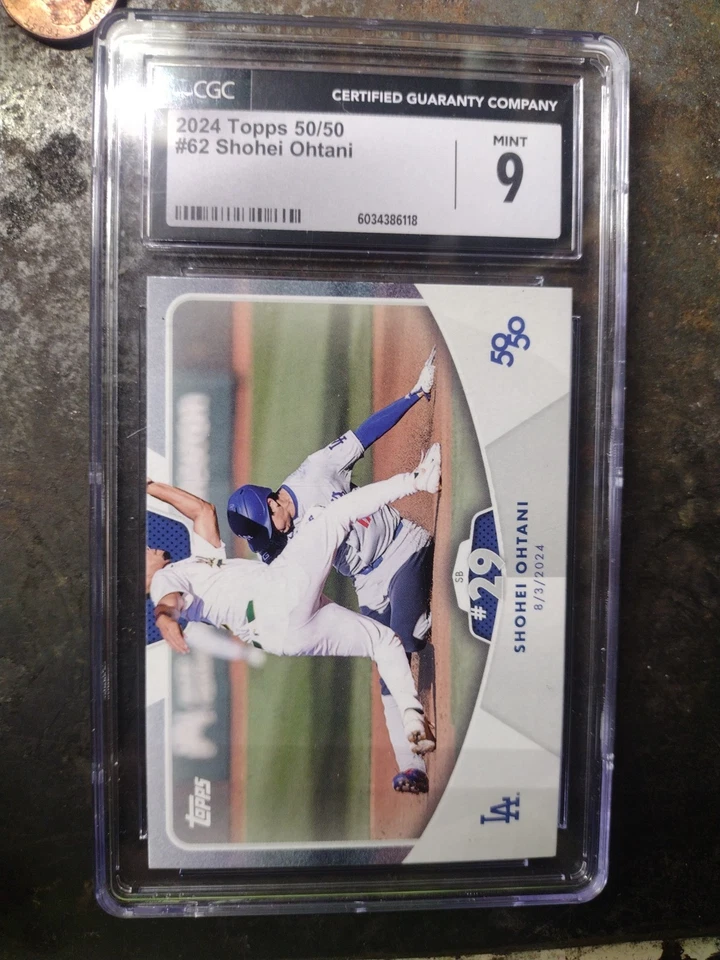 CGC
CERTIFIED GUARANTY COMPANY
2024 Topps 50/50
#62 Shohei Ohtani
MINT
9
6034386118
50
50
SB
#29
SHOHEI OHTANI
8/3/2024
topps
LA